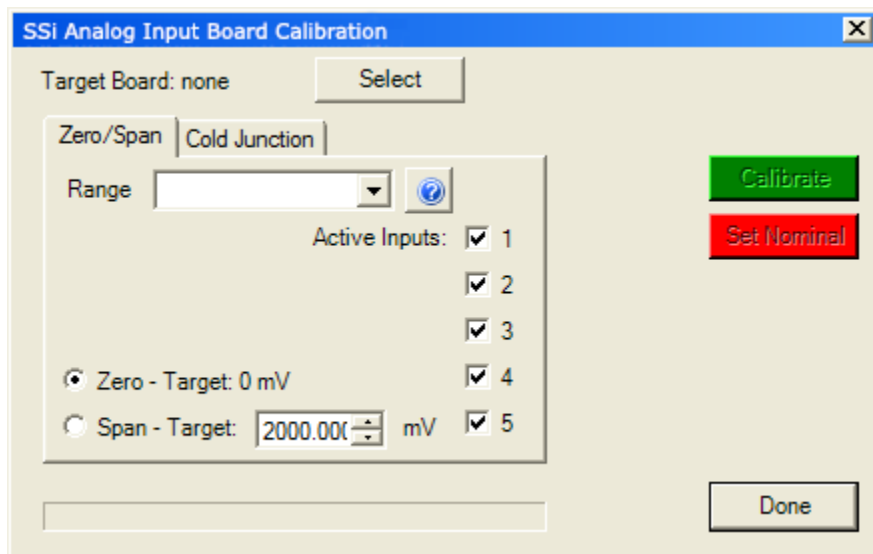 SSi Analog Input Board Calibration
Target Board: none Select
Zero/Span Cold Junction
Range
Calibrate
Active Inputs: 1
Set Nominal
2
3
Zero - Target: 0 mV 4
Span - Target: 2000.00 mV 5
Done